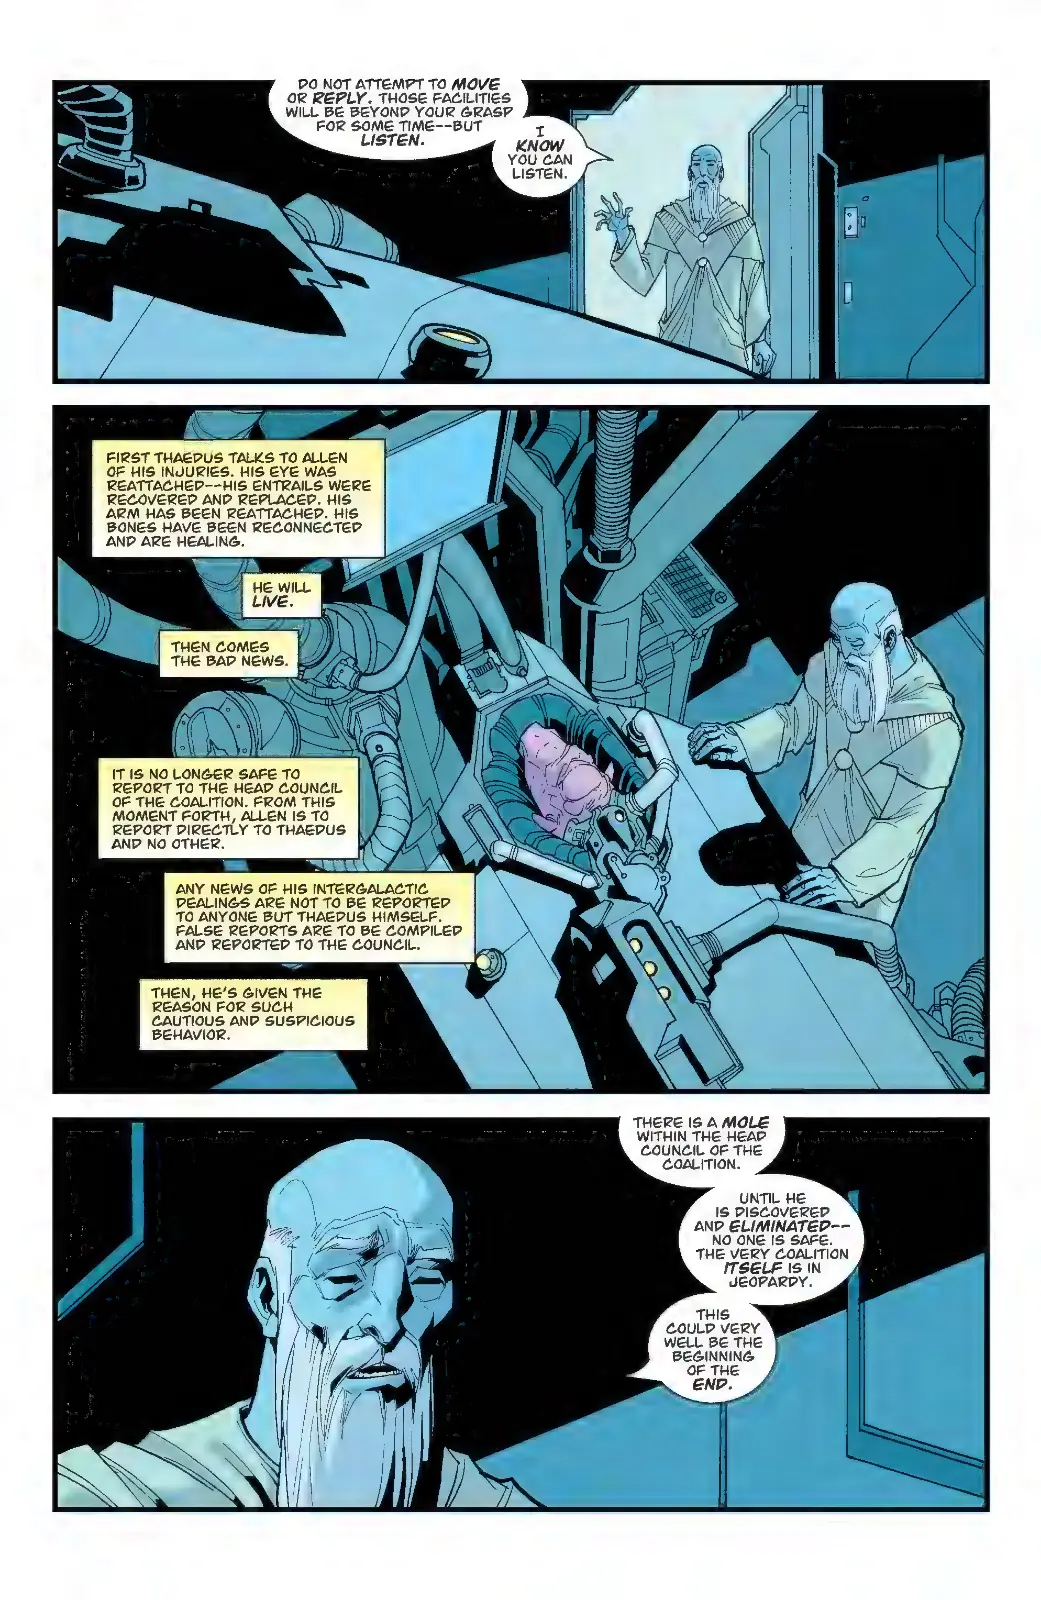 DO NOT ATTEMPT TO MOVE
OR REPLY. THOSE FACILITIES
WILL BE BEYOND YOUR GRASP
FOR SOME TIME--BUT
LISTEN.
I
KNOW
YOU CAN
LISTEN.
FIRST THAEDUS TALKS TO ALLEN
OF HIS INJURIES. HIS EYE WAS
REATTACHED--HIS ENTRAILS WERE
RECOVERED AND REPLACED. HIS
ARM HAS BEEN REATTACHED. HIS
BONES HAVE BEEN RECONNECTED
AND ARE HEALING.
HE WILL
LIVE.
THEN COMES
THE BAD NEWS.
IT IS NO LONGER SAFE TO
REPORT TO THE HEAD COUNCIL
OF THE COALITION. FROM THIS
MOMENT FORTH, ALLEN IS TO
REPORT DIRECTLY TO THAEDUS
AND NO OTHER.
ANY NEWS OF HIS INTERGALACTIC
DEALINGS ARE NOT TO BE REPORTED
TO ANYONE BUT THAEDUS HIMSELF.
FALSE REPORTS ARE TO BE COMPILED
AND REPORTED TO THE COUNCIL.
THEN, HE'S GIVEN THE
REASON FOR SUCH
CAUTIOUS AND SUSPICIOUS
BEHAVIOR.
THERE IS A MOLE
WITHIN THE HEAD
COUNCIL OF THE
COALITION.
UNTIL HE
IS DISCOVERED
AND ELIMINATED--
NO ONE IS SAFE.
THE VERY COALITION
ITSELF IS IN
JEOPARDY.
THIS
COULD VERY
WELL BE THE
BEGINNING
OF THE
END.